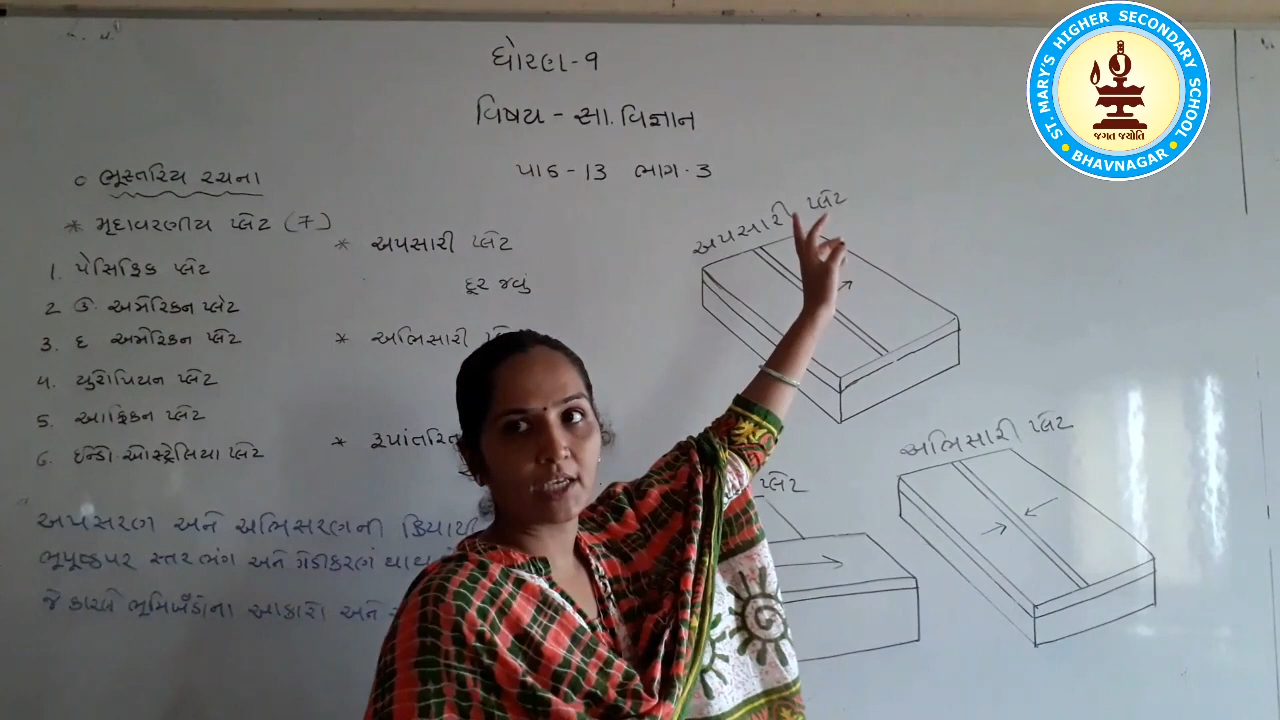 ધોરણ-૧
વિષય - સા. વિજ્ઞાન
પાઠ-13 ભાગ-3
○ ભૂસ્તરિય રચના
* મૃદાવરણીય પ્લેટ (7)
1. પેસિફિક પ્લેટ
2 ઉ. અમેરિકન પ્લેટ
3. દ અમેરિકન પ્લેટ
4. યુરોપિયન પ્લેટ
5. આફ્રિકન પ્લેટ
6. ઇન્ડો-ઓસ્ટ્રેલિયા પ્લેટ
* અપસારી પ્લેટ
દૂર જવું
* અભિસારી
* રૂપાંતરિત
અપસરણ અને અભિસરણની ક્રિયાથી
ભૂપૃષ્ઠપર સ્તરભંગ અને ગેડીકરણ થાય
જે કારણે ભૂમિખંડોના આકારો અને
અપસારી પ્લેટ
પ્લેટ
અભિસારી પ્લેટ
ST. MARY'S HIGHER SECONDARY SCHOOL
જગત જ્યોતિ
BHAVNAGAR